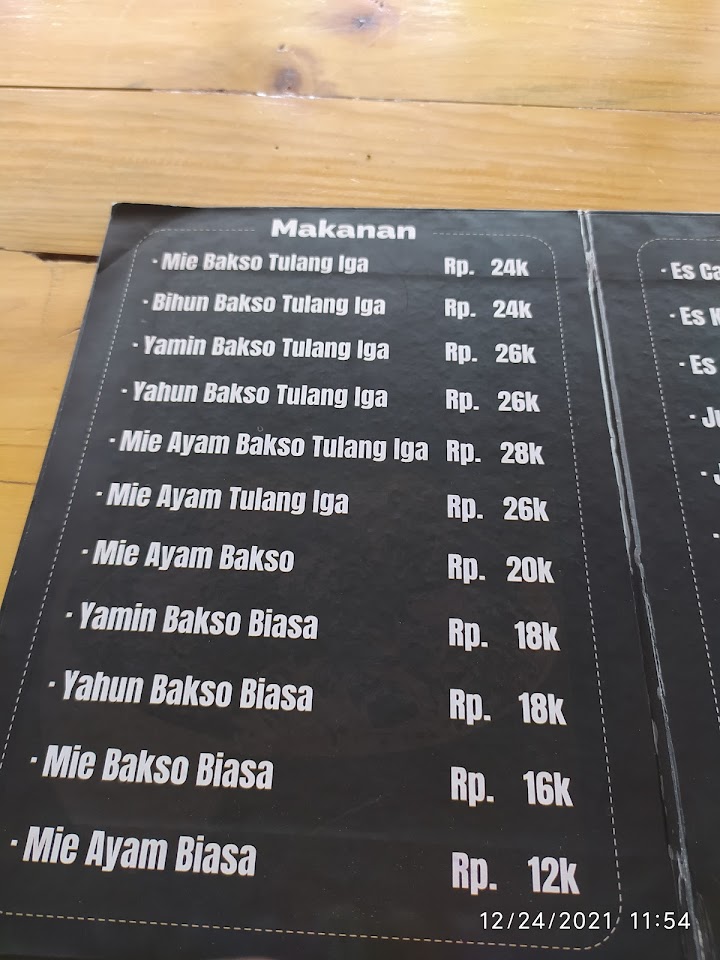 Makanan
· Mie Bakso Tulang Iga Rp. 24k
· Bihun Bakso Tulang Iga Rp. 24k
· Yamin Bakso Tulang Iga Rp. 26k
· Yahun Bakso Tulang Iga Rp. 26k
· Mie Ayam Bakso Tulang Iga Rp. 28k
· Mie Ayam Tulang Iga Rp. 26k
· Mie Ayam Bakso Rp. 20k
· Yamin Bakso Biasa Rp. 18k
· Yahun Bakso Biasa Rp. 18k
· Mie Bakso Biasa Rp. 16k
· Mie Ayam Biasa Rp. 12k
· Es
· Es
· Es
12/24/2021 11:54